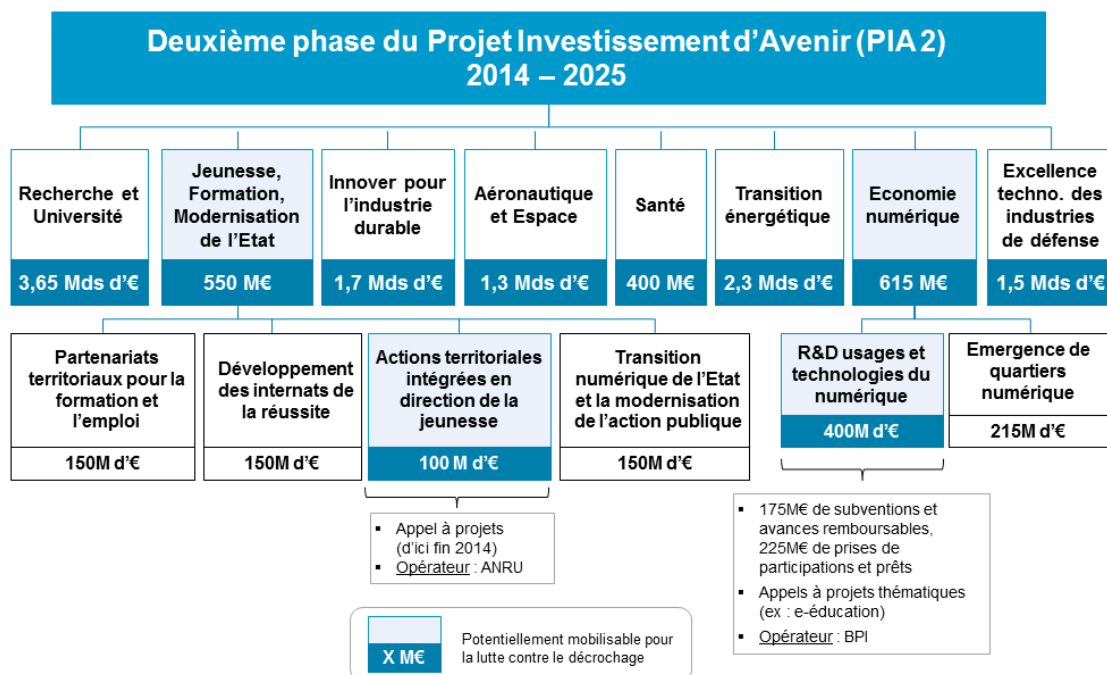 Deuxième phase du Projet Investissement d'Avenir (PIA 2)
2014 – 2025
Recherche et
Université
3,65 Mds d'€
Jeunesse,
Formation,
Modernisation
de l'Etat
550 M€
Innover pour
l'industrie
durable
1,7 Mds d'€
Aéronautique
et Espace
1,3 Mds d'€
Santé
400 M€
Transition
énergétique
2,3 Mds d'€
Economie
numérique
615 M€
Excellence
techno. des
industries
de défense
1,5 Mds d'€
Partenariats
territoriaux pour la
formation et
l'emploi
150M d'€
Développement
des internats de
la réussite
150M d'€
Actions territoriales
intégrées en
direction de la
jeunesse
100 M d'€
Transition
numérique de l'Etat
et la modernisation
de l'action publique
150M d'€
R&D usages et
technologies du
numérique
400M d'€
Emergence de
quartiers
numérique
215M d'€
▪ Appel à projets
(d'ici fin 2014)
▪ Opérateur : ANRU
▪ 175M€ de subventions et
avances remboursables,
225M€ de prises de
participations et prêts
▪ Appels à projets thématiques
(ex : e-éducation)
▪ Opérateur : BPI
X M€
Potentiellement mobilisable pour
la lutte contre le décrochage